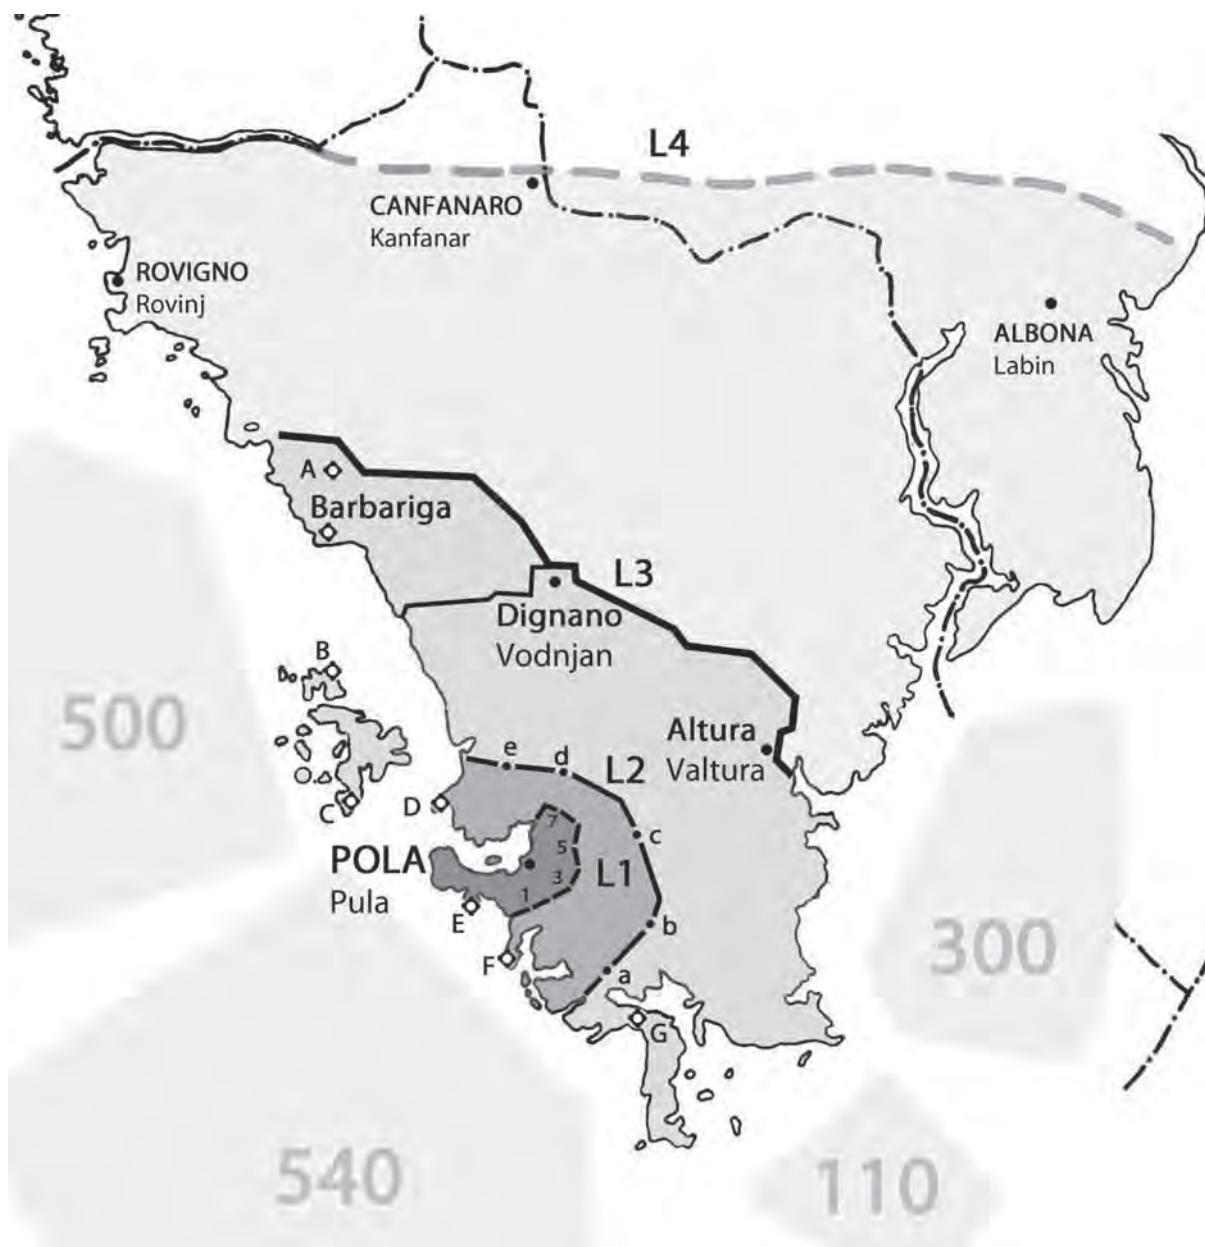 L4
CANFANARO
Kanfanar
ROVIGNO
Rovinj
ALBONA
Labin
A
Barbariga
L3
Dignano
Vodnjan
B
500
Altura
Valtura
e
d
L2
C
D
c
7
5
POLA
Pula
L1
3
1
E
b
F
a
300
G
540
110